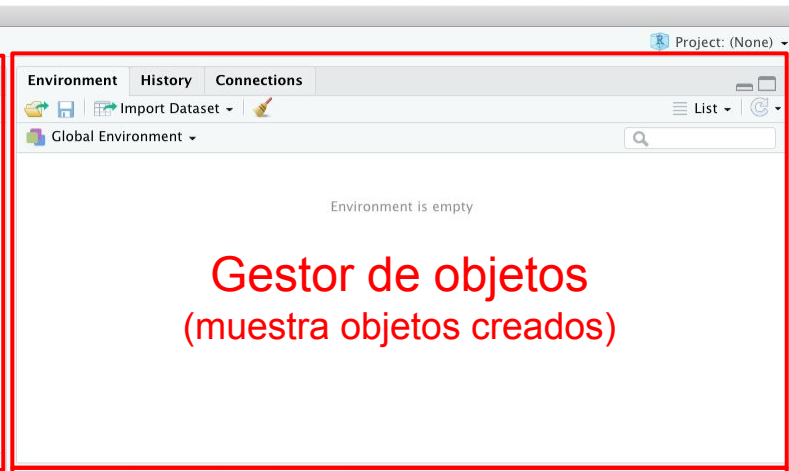 Project: (None)
Environment History Connections
Import Dataset List
Global Environment
Environment is empty
Gestor de objetos
(muestra objetos creados)